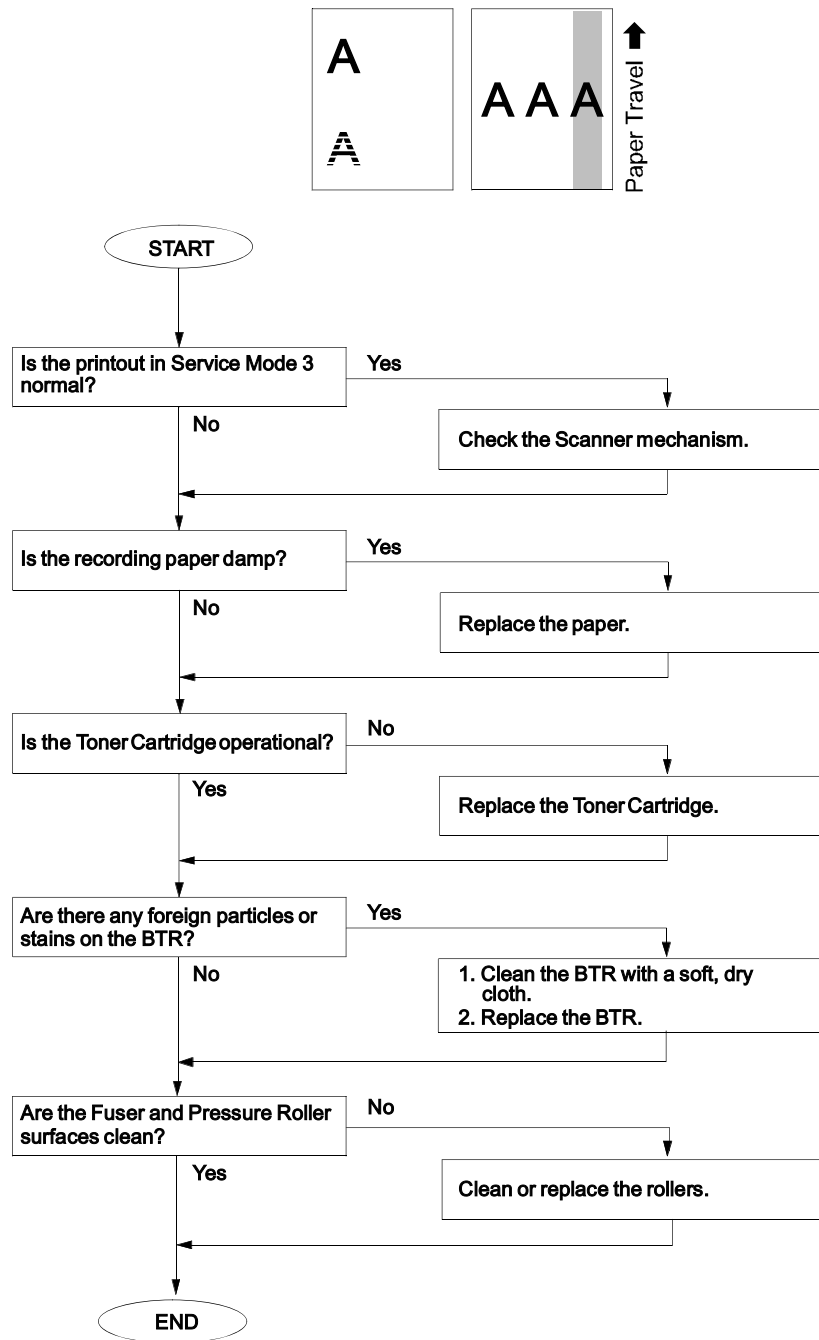 A
A
A A A
Paper Travel
START
Is the printout in Service Mode 3
normal?
Yes
No
Check the Scanner mechanism.
Is the recording paper damp?
Yes
No
Replace the paper.
Is the Toner Cartridge operational?
No
Yes
Replace the Toner Cartridge.
Are there any foreign particles or
stains on the BTR?
Yes
No
1. Clean the BTR with a soft, dry
cloth.
2. Replace the BTR.
Are the Fuser and Pressure Roller
surfaces clean?
No
Yes
Clean or replace the rollers.
END